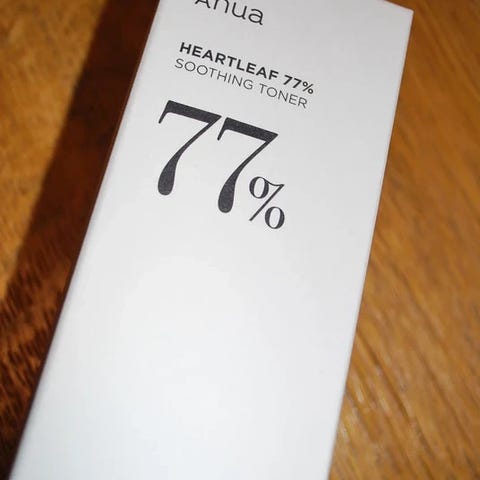 Anua
HEARTLEAF 77%
SOOTHING TONER
77%